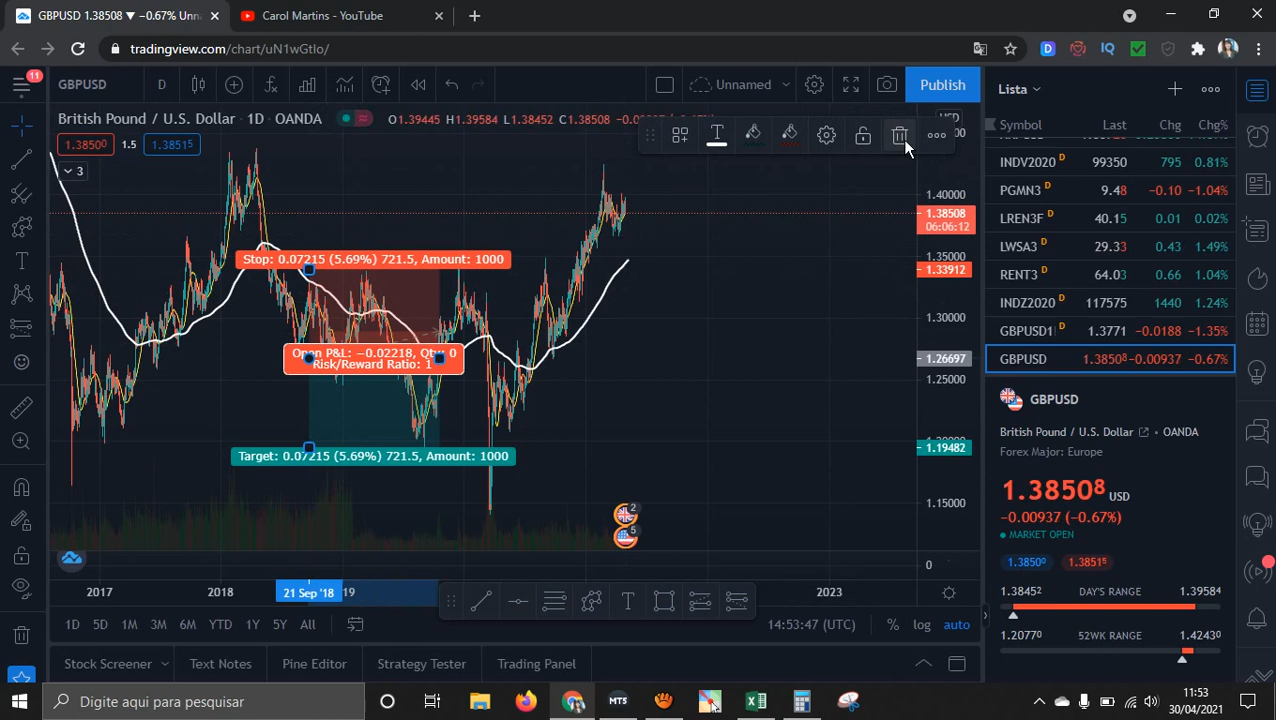 GBPUSD 1.38508 ▼ −0.67% Unna
Carol Martins - YouTube
tradingview.com/chart/uN1wGtIo/
11
GBPUSD
D
Unnamed
Publish
Lista
British Pound / U.S. Dollar · 1D · OANDA
O1.39445 H1.39584 L1.38452 C1.38508
USD
1.38500
1.5
1.38515
3
Symbol Last Chg Chg%
INDV2020 D 99350 795 0.81%
PGMN3 D 9.48 -0.10 -1.04%
LREN3F D 40.15 0.01 0.02%
LWSA3 D 29.33 0.43 1.49%
RENT3 D 64.03 0.66 1.04%
INDZ2020 D 117575 1440 1.24%
GBPUSD1! 1.3771 -0.0188 -1.35%
GBPUSD 1.38508 -0.00937 -0.67%
1.40000
1.38508
06:06:12
1.35000
1.33912
1.30000
1.26697
1.25000
1.19482
1.15000
0
Stop: 0.07215 (5.69%) 721.5, Amount: 1000
Open P&L: −0.02218, Qty: 0
Risk/Reward Ratio: 1
Target: 0.07215 (5.69%) 721.5, Amount: 1000
2
5
GBPUSD
British Pound / U.S. Dollar · OANDA
Forex Major: Europe
1.38508 USD
−0.00937 (−0.67%)
MARKET OPEN
1.38500 1.38515
1.38452 DAY'S RANGE 1.39584
1.20770 52WK RANGE 1.42430
2017 2018 21 Sep '18 19 2023
1D 5D 1M 3M 6M YTD 1Y 5Y All
14:53:47 (UTC) % log auto
Stock Screener Text Notes Pine Editor Strategy Tester Trading Panel
Digite aqui para pesquisar
MT5
11:53
30/04/2021